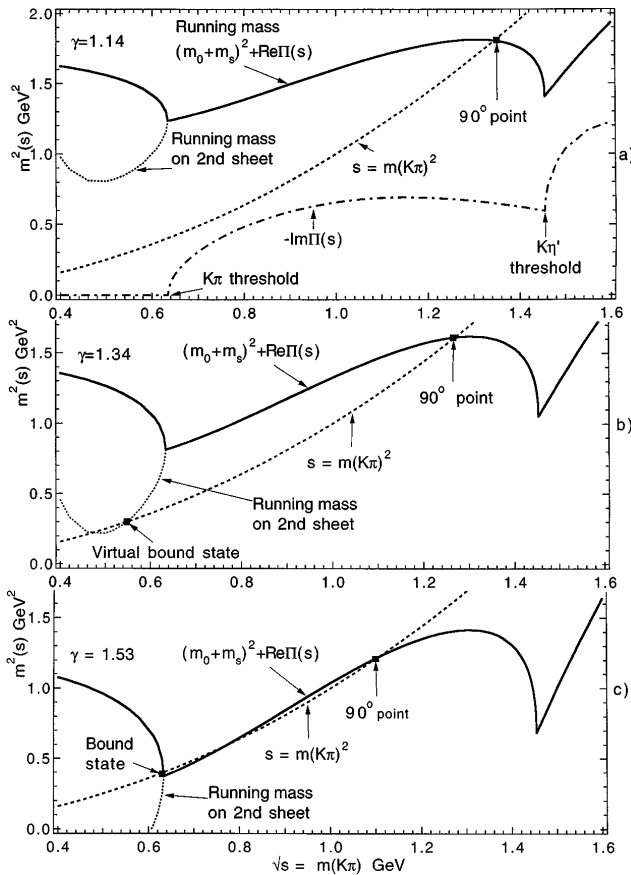 a)
γ=1.14
Running mass
(m₀+mₛ)²+ReΠ(s)
90° point
Running mass
on 2nd sheet
s = m(Kπ)²
-ImΠ(s)
Kπ threshold
Kη'
threshold
m²(s) GeV²
2.0
1.5
1.0
0.5
0.0
0.4 0.6 0.8 1.0 1.2 1.4 1.6
b)
γ=1.34
(m₀+mₛ)²+ReΠ(s)
90° point
s = m(Kπ)²
Running mass
on 2nd sheet
Virtual bound state
m²(s) GeV²
1.5
1.0
0.5
0.0
0.4 0.6 0.8 1.0 1.2 1.4 1.6
c)
γ = 1.53
(m₀+mₛ)²+ReΠ(s)
90° point
s = m(Kπ)²
Bound
state
Running mass
on 2nd sheet
m²(s) GeV²
1.5
1.0
0.5
0.0
0.4 0.6 0.8 1.0 1.2 1.4 1.6
√s = m(Kπ) GeV